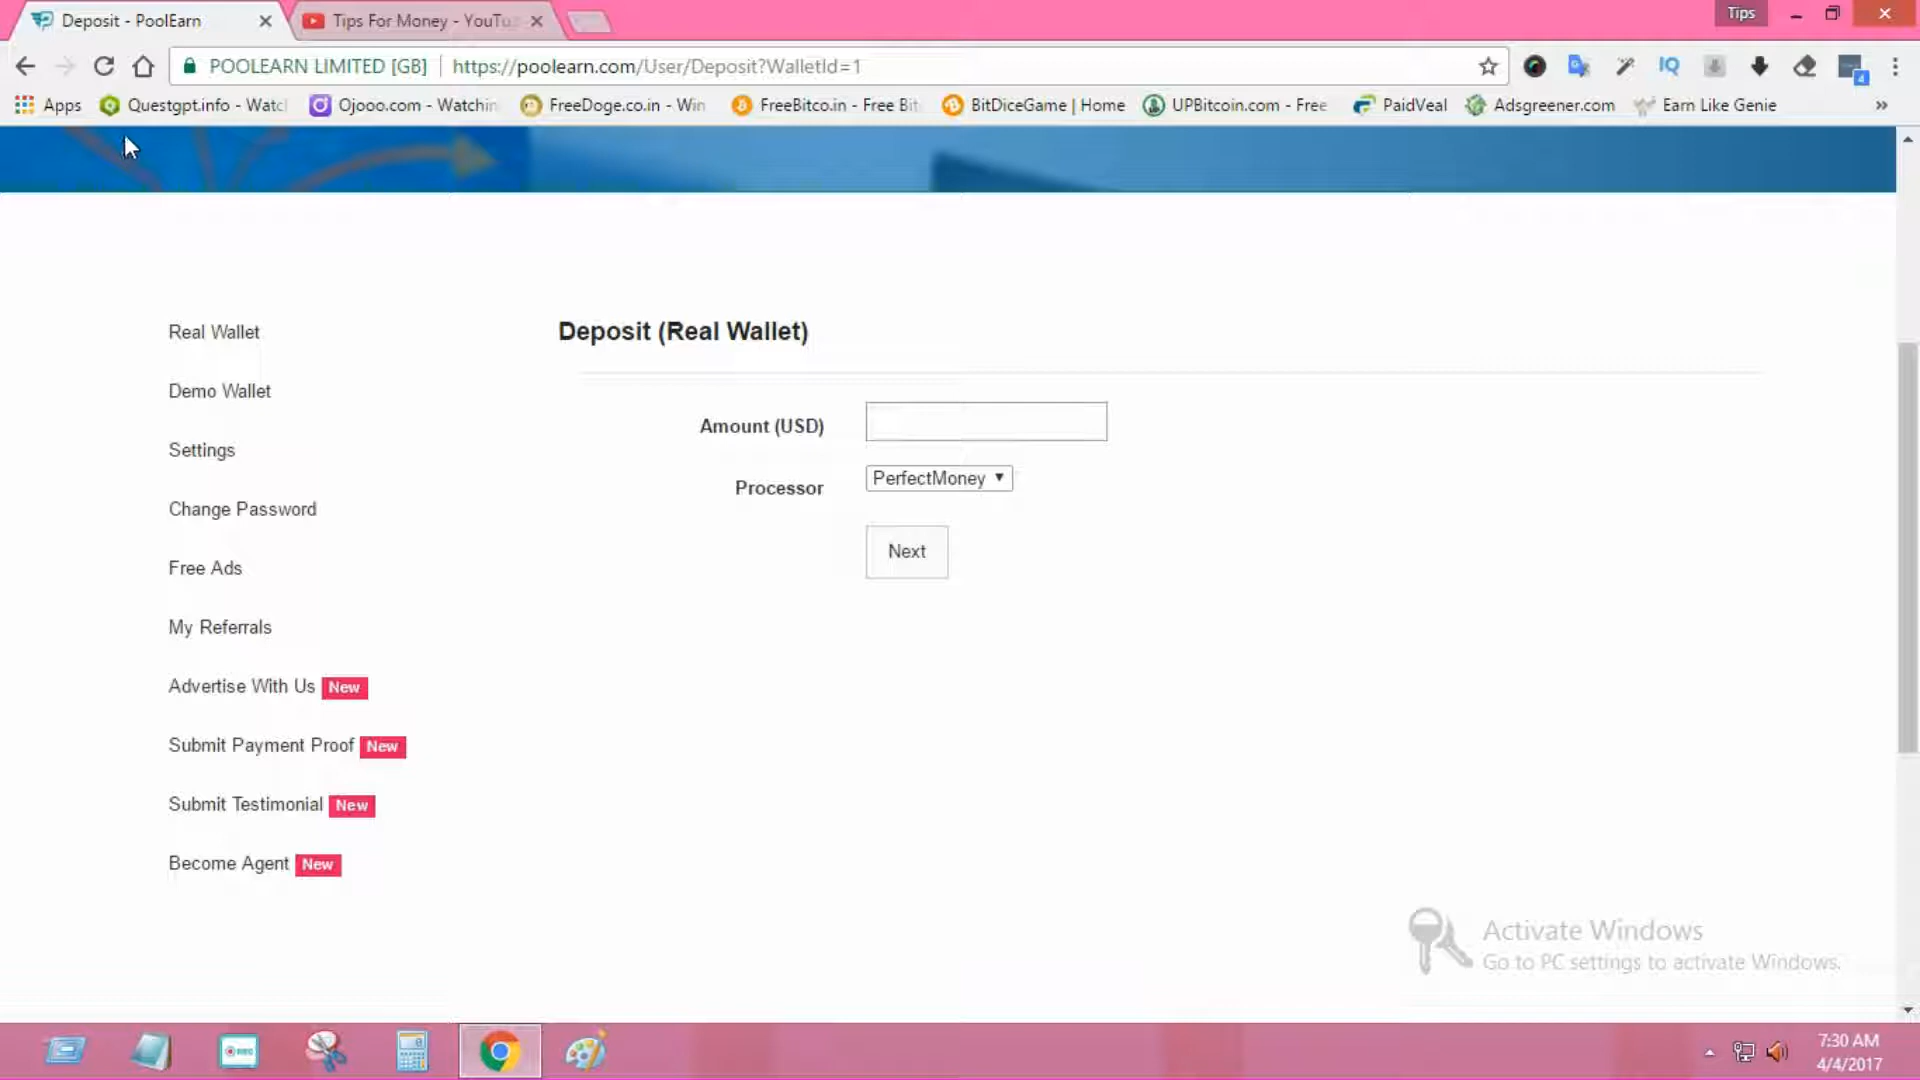 Deposit - PoolEarn
Tips For Money - YouTu
Tips
POOLEARN LIMITED [GB] https://poolearn.com/User/Deposit?WalletId=1
IQ
4
Apps Questgpt.info - Watc Ojooo.com - Watchin FreeDoge.co.in - Win FreeBitco.in - Free Bit BitDiceGame | Home UPBitcoin.com - Free PaidVeal Adsgreener.com Earn Like Genie »
Real Wallet
Demo Wallet
Settings
Change Password
Free Ads
My Referrals
Advertise With Us New
Submit Payment Proof New
Submit Testimonial New
Become Agent New
Deposit (Real Wallet)
Amount (USD)
Processor PerfectMoney
Next
Activate Windows
Go to PC settings to activate Windows.
7:30 AM
4/4/2017